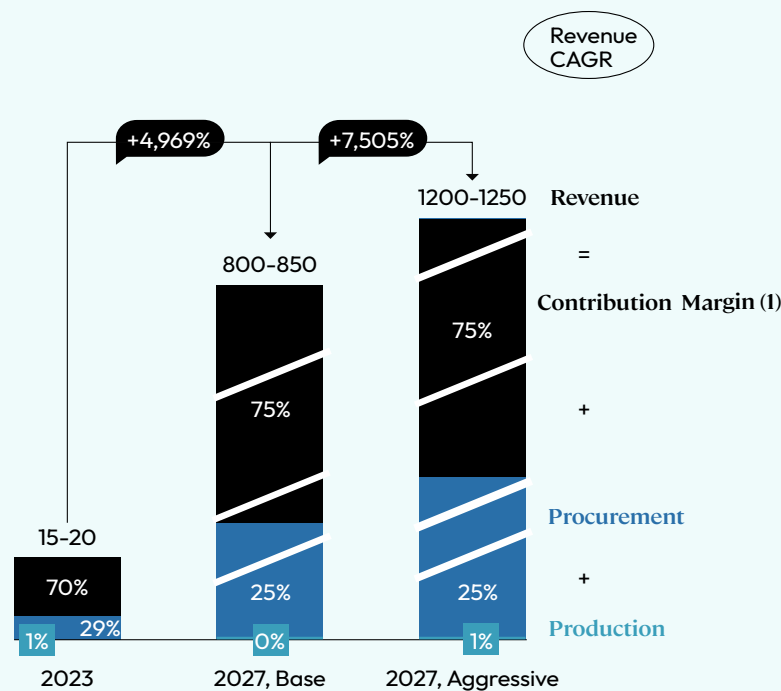 Revenue
CAGR
+4,969%
+7,505%
1200-1250
Revenue
=
800-850
Contribution Margin (1)
75%
75%
+
Procurement
15-20
70%
25%
25%
+
29%
Production
1%
0%
1%
2023
2027, Base
2027, Aggressive